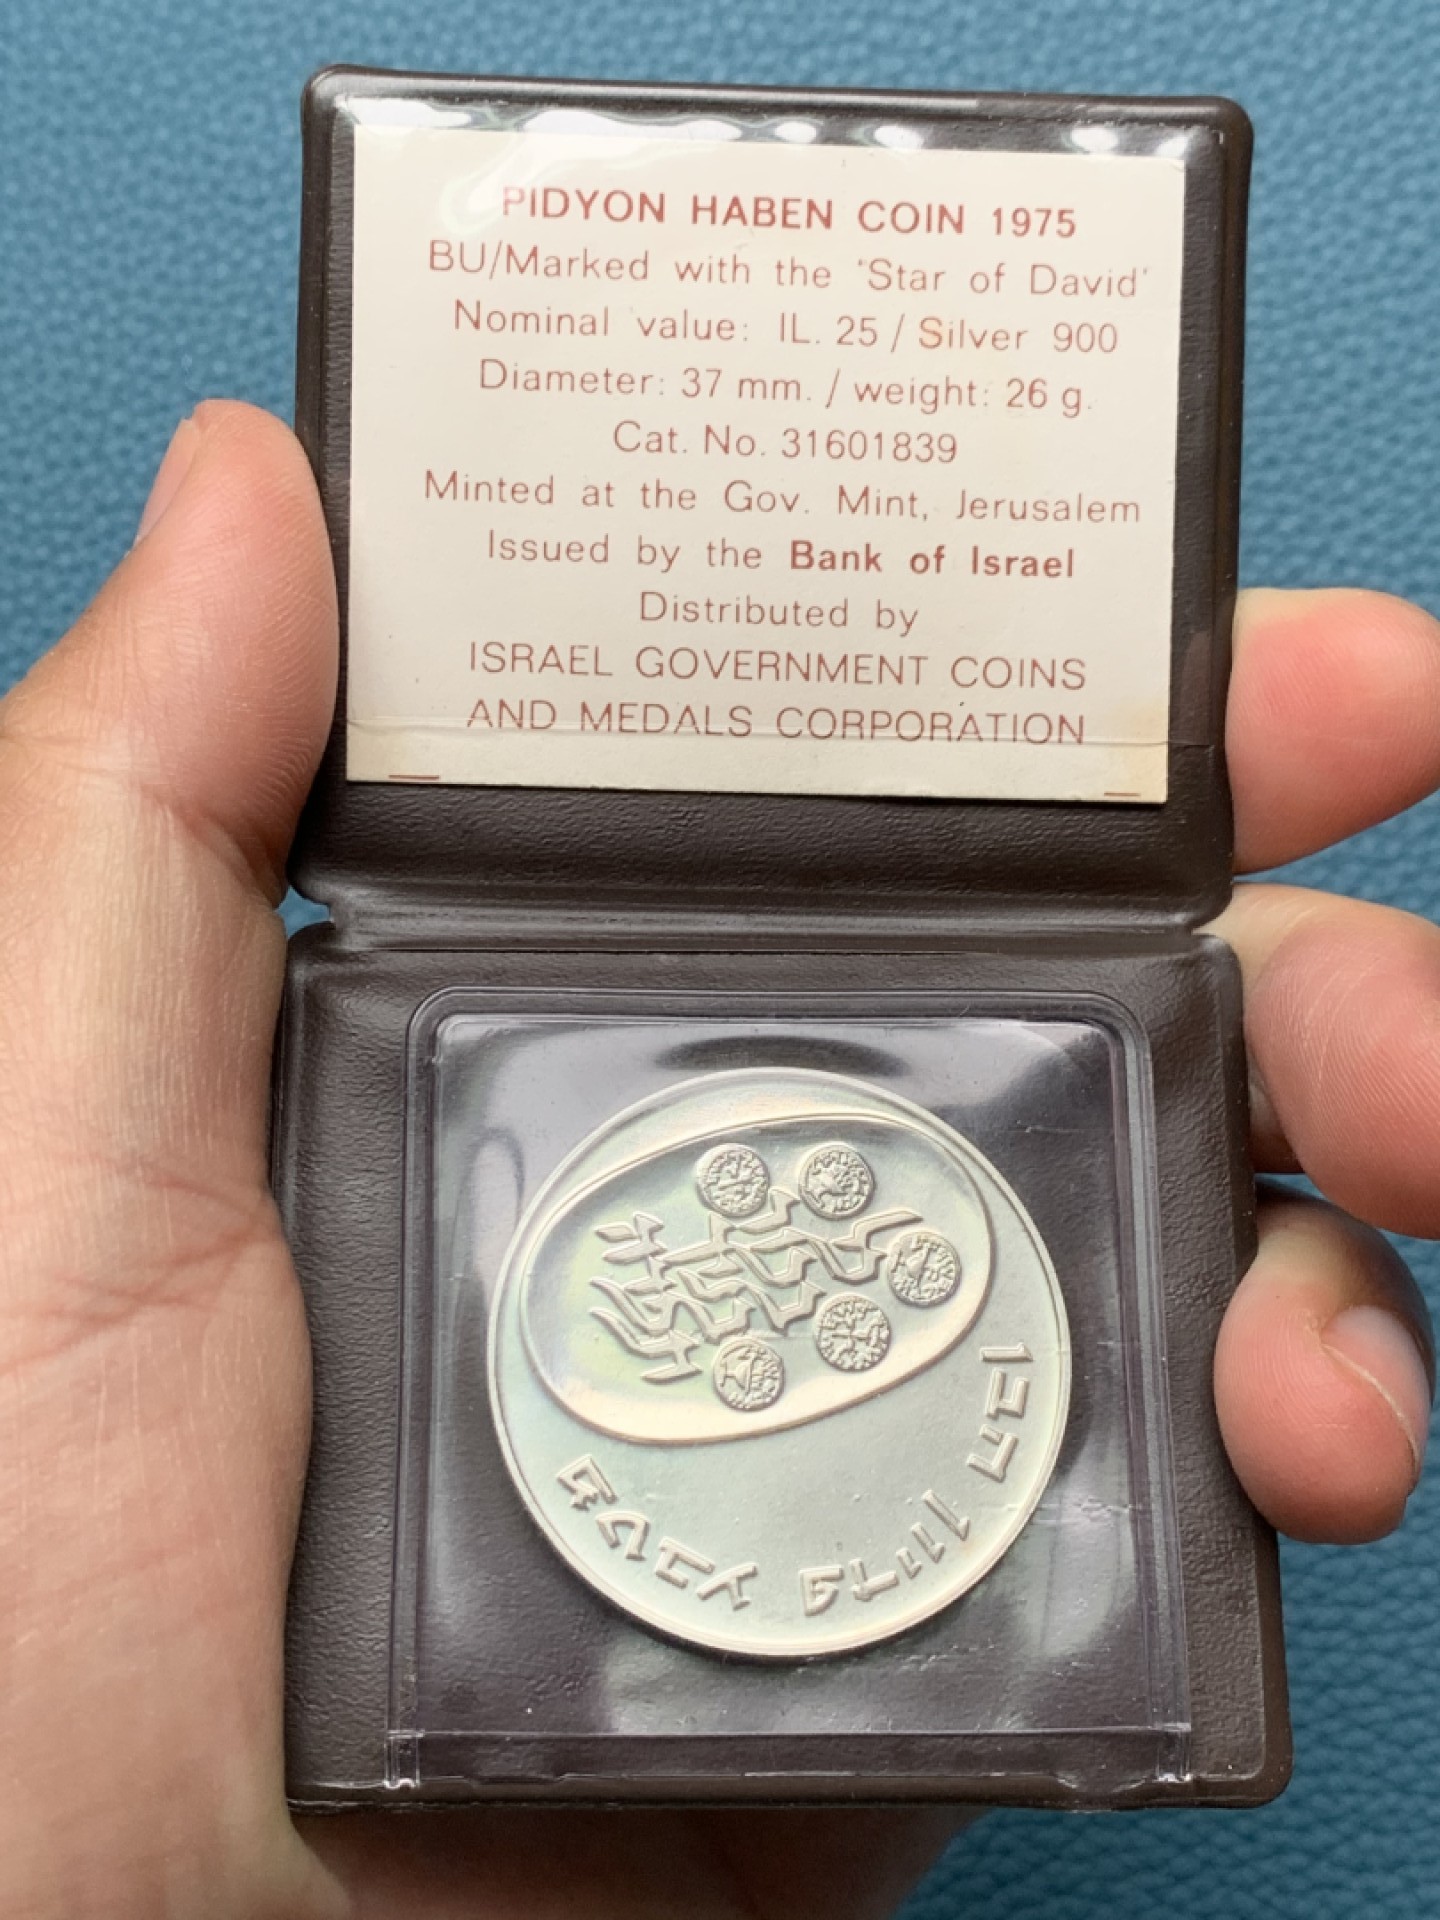 PIDYON HABEN COIN 1975
BU/Marked with the 'Star of David'
Nominal value: IL. 25 / Silver 900
Diameter: 37 mm. / weight: 26 g.
Cat. No. 31601839
Minted at the Gov. Mint, Jerusalem
Issued by the Bank of Israel
Distributed by
ISRAEL GOVERNMENT COINS
AND MEDALS CORPORATION
מטבע פדיון הבן